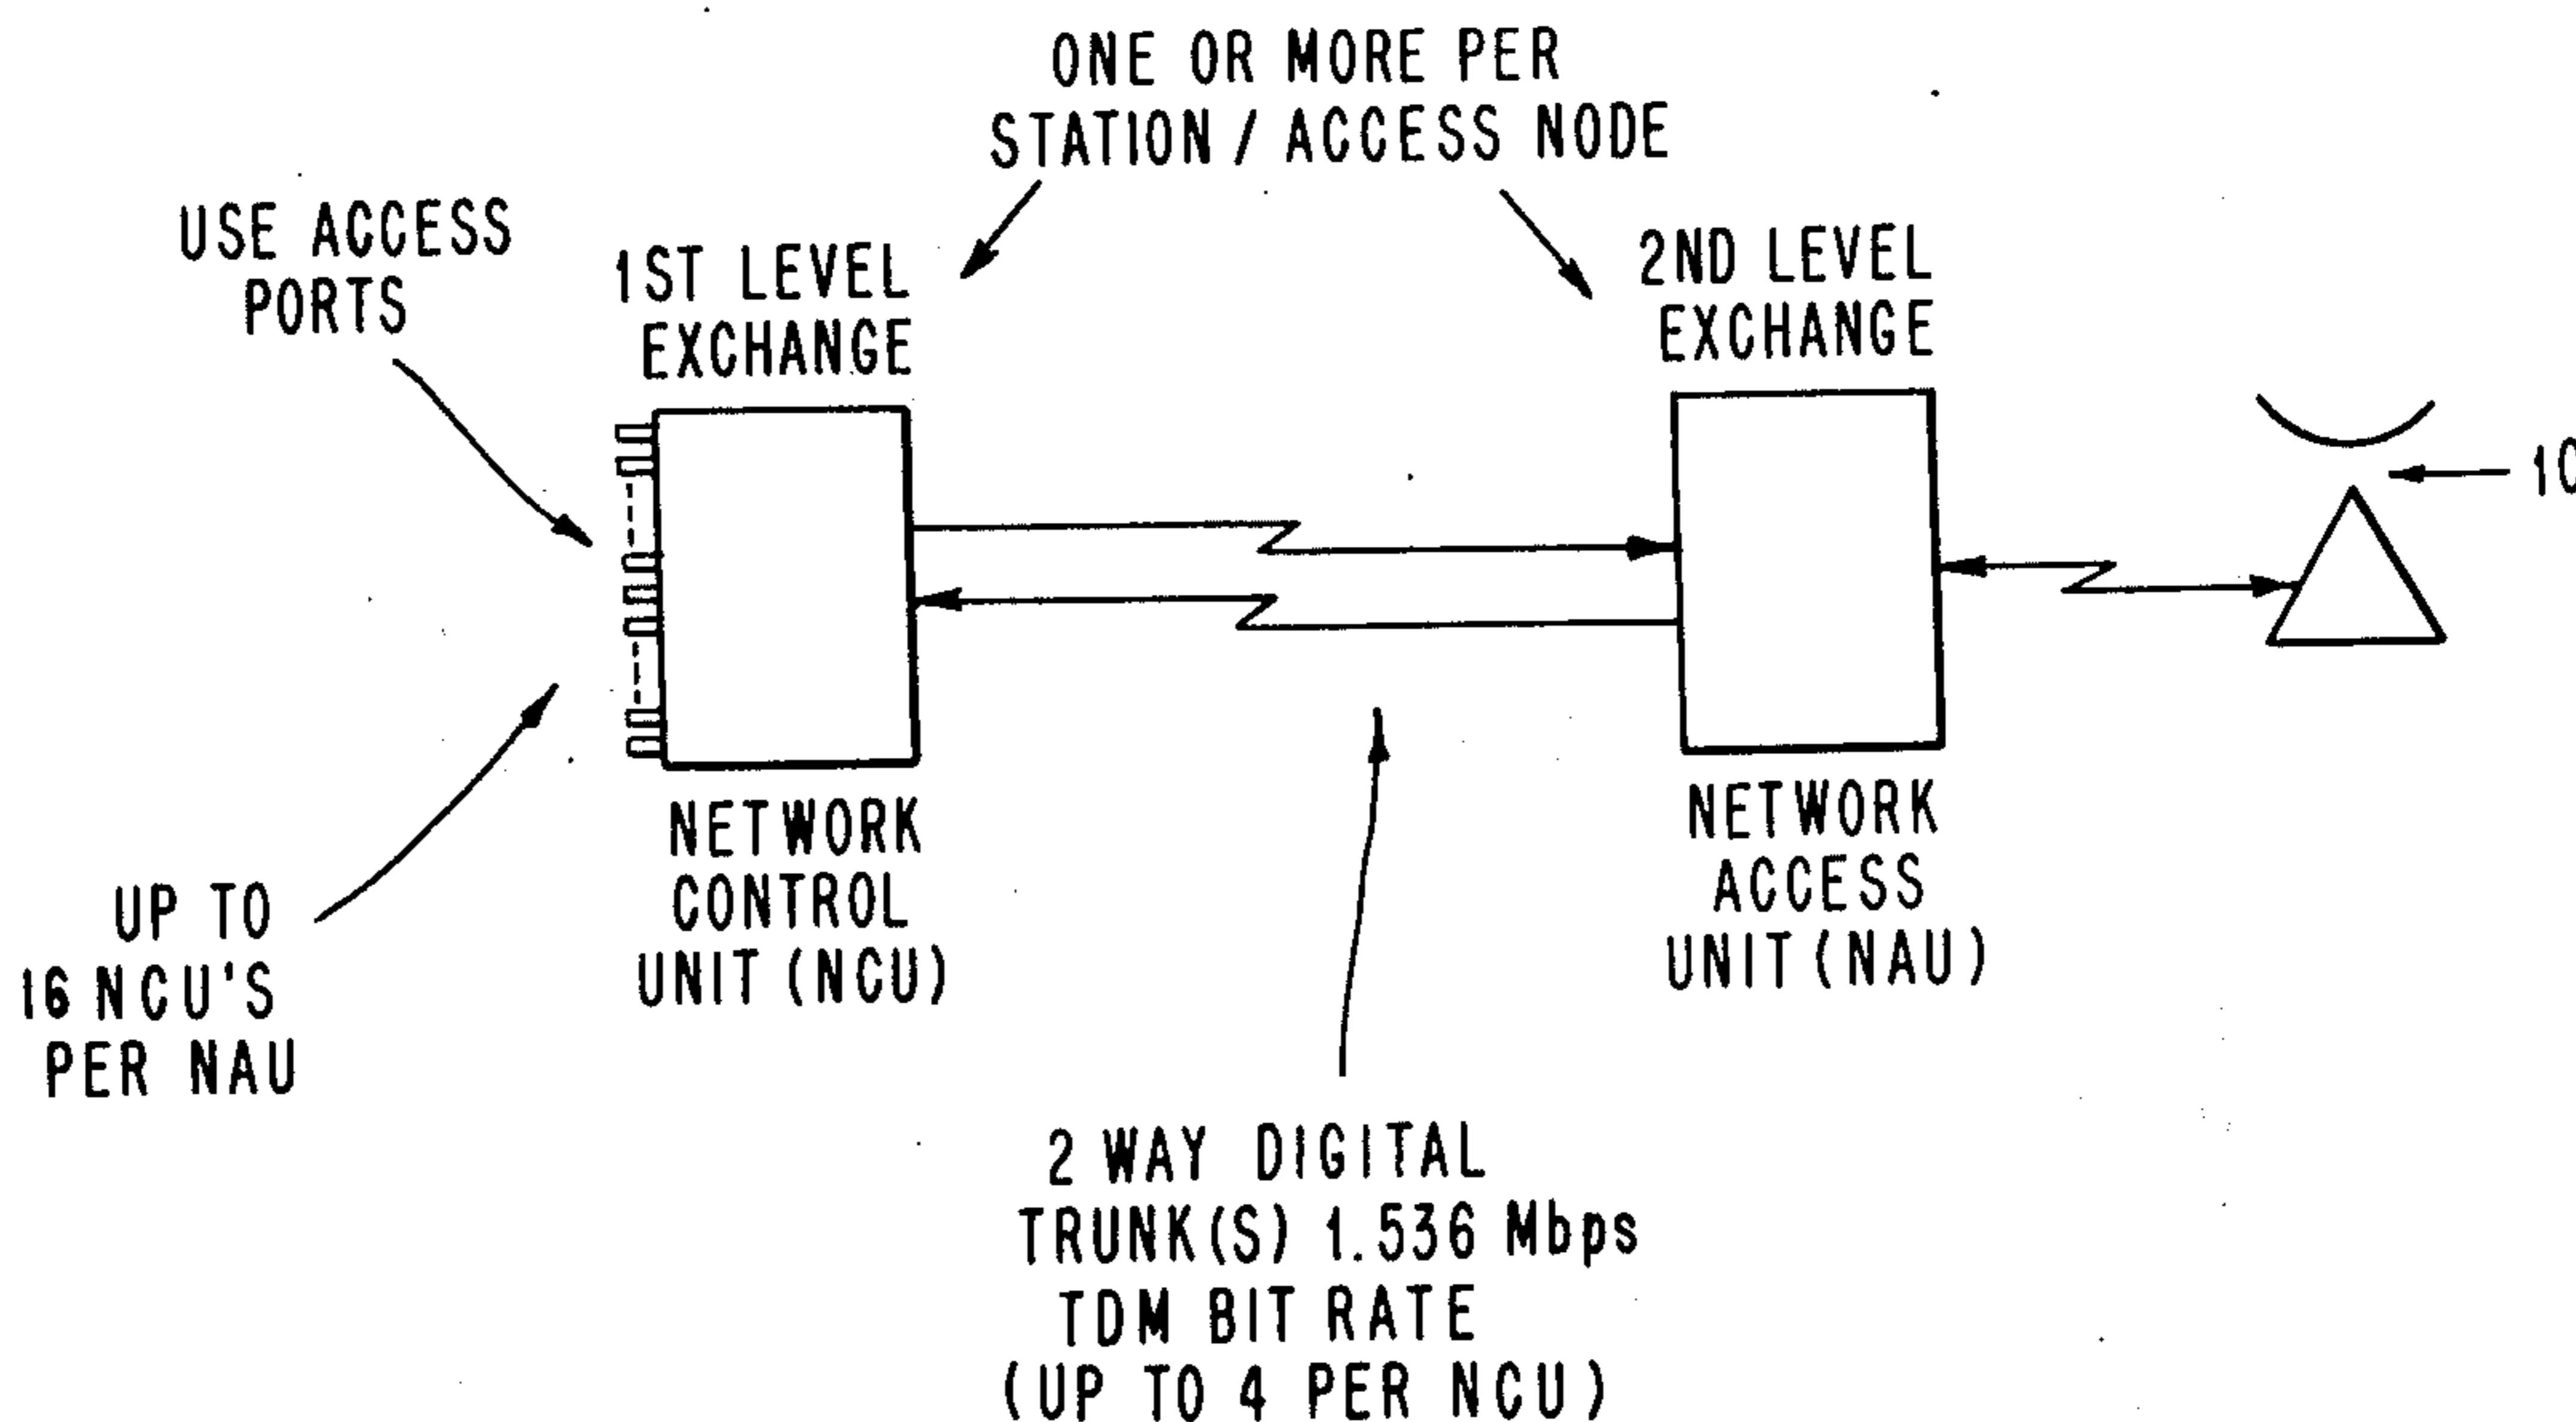 ONE OR MORE PER
STATION / ACCESS NODE
USE ACCESS
PORTS
1ST LEVEL
EXCHANGE
2ND LEVEL
EXCHANGE
10
NETWORK
CONTROL
UNIT (NCU)
NETWORK
ACCESS
UNIT (NAU)
UP TO
16 NCU'S
PER NAU
2 WAY DIGITAL
TRUNK(S) 1.536 Mbps
TDM BIT RATE
(UP TO 4 PER NCU)